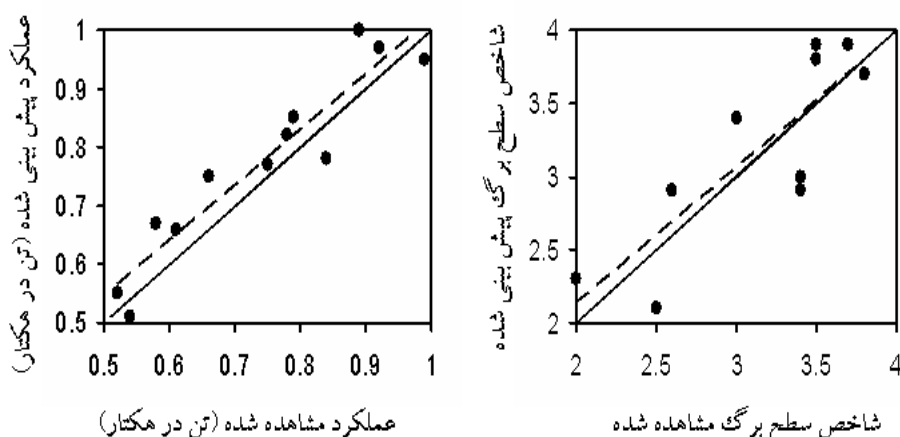 عملکرد پیش بینی شده (تن در هکتار)
1
0.9
0.8
0.7
0.6
0.5
0.5 0.6 0.7 0.8 0.9 1
عملکرد مشاهده شده (تن در هکتار)
شاخص سطح برگ پیش بینی شده
4
3.5
3
2.5
2
2 2.5 3 3.5 4
شاخص سطح برگ مشاهده شده